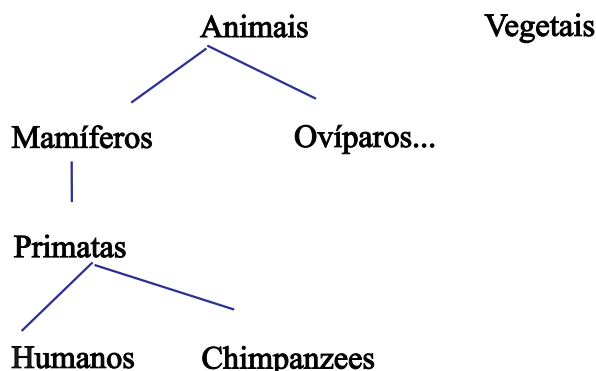 Animais Vegetais
Mamíferos Ovíparos...
Primatas
Humanos Chimpanzees